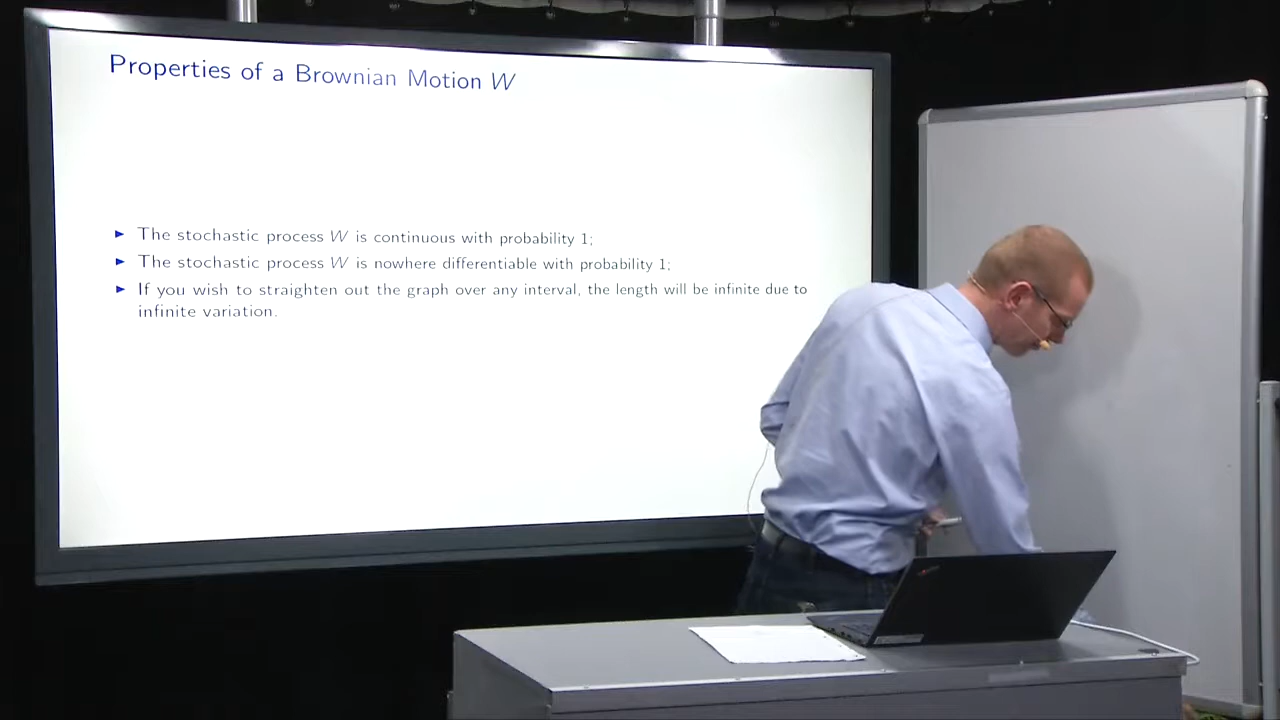 Properties of a Brownian Motion W
► The stochastic process W is continuous with probability 1;
► The stochastic process W is nowhere differentiable with probability 1;
► If you wish to straighten out the graph over any interval, the length will be infinite due to
infinite variation.